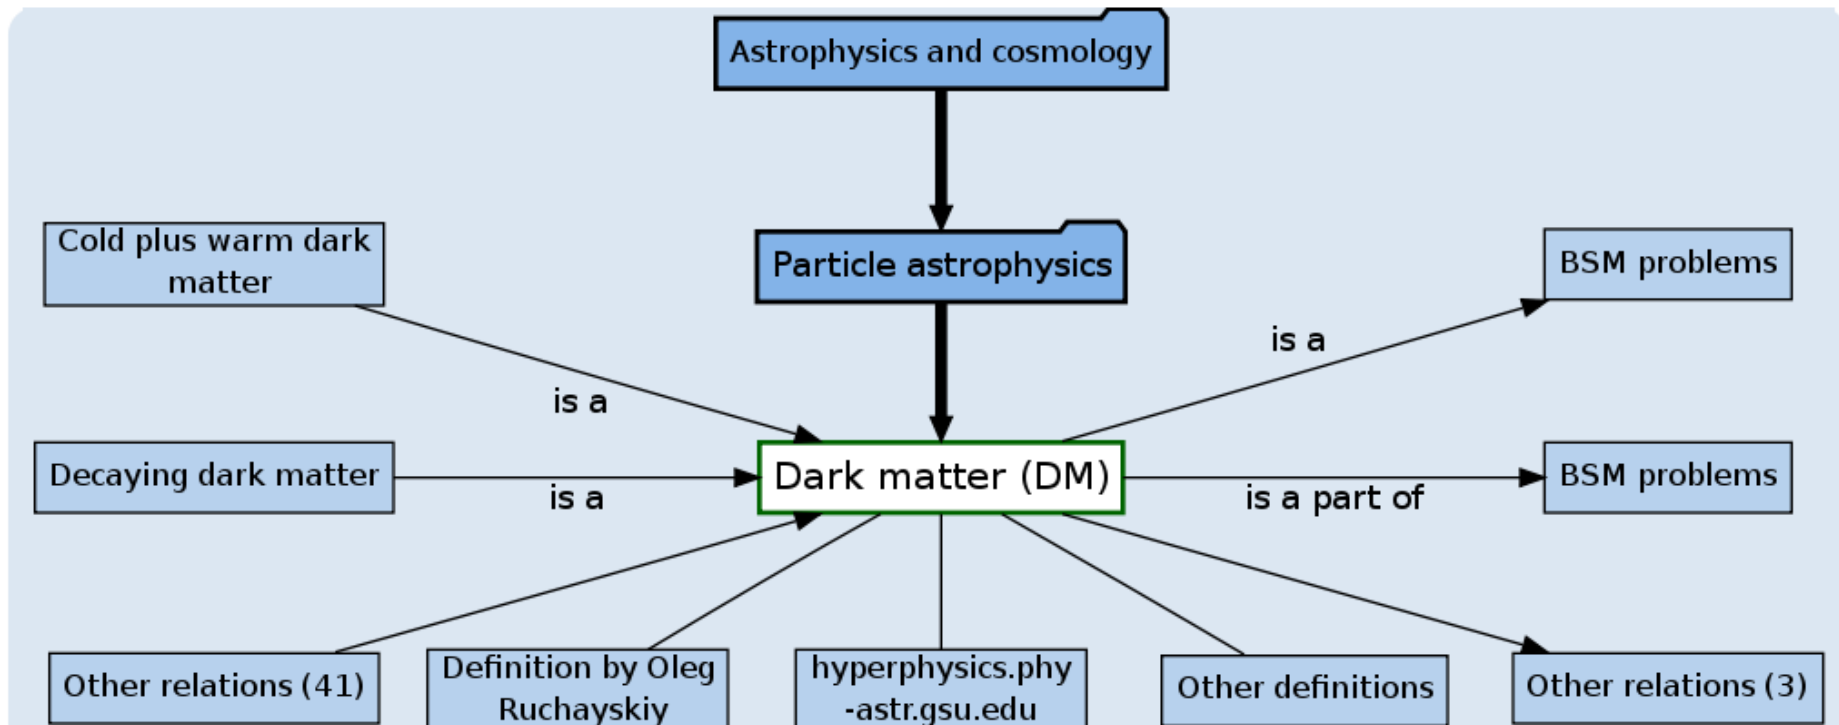 Astrophysics and cosmology
Cold plus warm dark
matter
Particle astrophysics
BSM problems
is a
is a
Decaying dark matter
is a
Dark matter (DM)
is a part of
BSM problems
Other relations (41)
Definition by Oleg
Ruchayskiy
hyperphysics.phy
-astr.gsu.edu
Other definitions
Other relations (3)